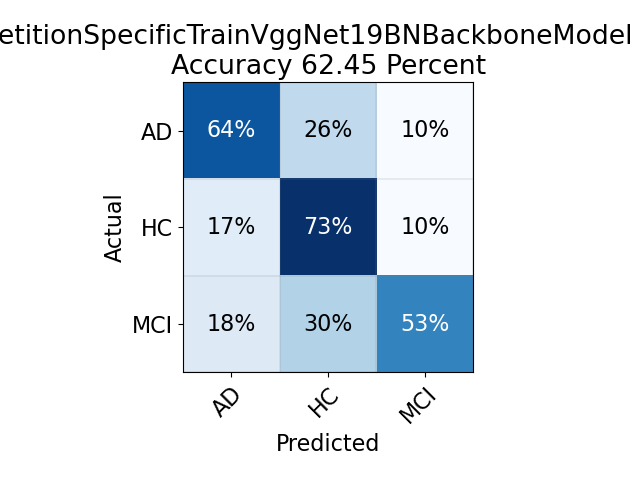 etitionSpecificTrainVggNet19BNBackboneModel
Accuracy 62.45 Percent
AD 64% 26% 10%
HC 17% 73% 10%
MCI 18% 30% 53%
Actual
AD HC MCI
Predicted